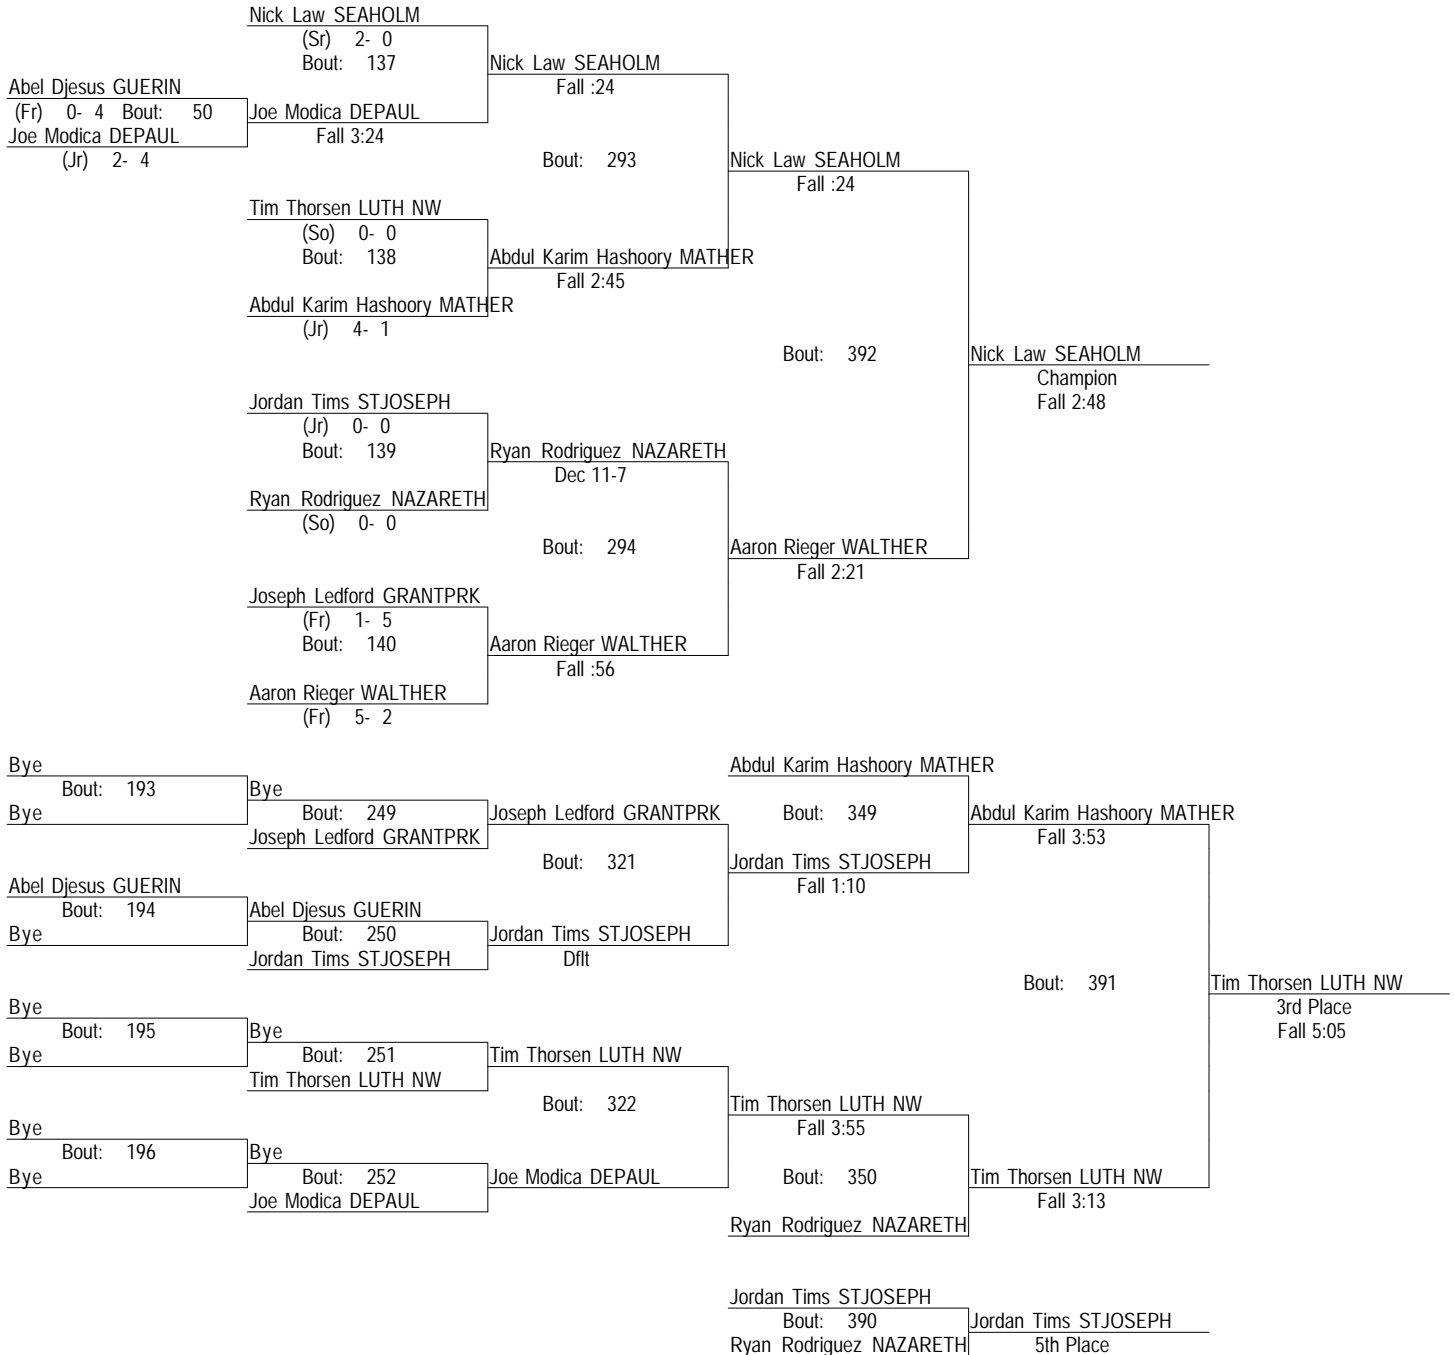 Nick Law SEAHOLM
(Sr) 2- 0
Bout: 137
Nick Law SEAHOLM
Fall :24
Abel Djesus GUERIN
(Fr) 0- 4 Bout: 50
Joe Modica DEPAUL
Joe Modica DEPAUL
Fall 3:24
(Jr) 2- 4
Bout: 293
Nick Law SEAHOLM
Fall :24
Tim Thorsen LUTH NW
(So) 0- 0
Bout: 138
Abdul Karim Hashoory MATHER
Fall 2:45
Abdul Karim Hashoory MATHER
(Jr) 4- 1
Bout: 392
Nick Law SEAHOLM
Champion
Fall 2:48
Jordan Tims STJOSEPH
(Jr) 0- 0
Bout: 139
Ryan Rodriguez NAZARETH
Dec 11-7
Ryan Rodriguez NAZARETH
(So) 0- 0
Bout: 294
Aaron Rieger WALTHER
Fall 2:21
Joseph Ledford GRANTPRK
(Fr) 1- 5
Bout: 140
Aaron Rieger WALTHER
Fall :56
Aaron Rieger WALTHER
(Fr) 5- 2
Bye
Bout: 193
Bye
Bye
Bout: 249
Joseph Ledford GRANTPRK
Joseph Ledford GRANTPRK
Bout: 321
Abdul Karim Hashoory MATHER
Bout: 349
Jordan Tims STJOSEPH
Fall 1:10
Abdul Karim Hashoory MATHER
Fall 3:53
Abel Djesus GUERIN
Bout: 194
Bye
Abel Djesus GUERIN
Bout: 250
Jordan Tims STJOSEPH
Jordan Tims STJOSEPH
Dflt
Bout: 391
Tim Thorsen LUTH NW
3rd Place
Fall 5:05
Bye
Bout: 195
Bye
Bye
Bout: 251
Tim Thorsen LUTH NW
Tim Thorsen LUTH NW
Bout: 322
Tim Thorsen LUTH NW
Fall 3:55
Bye
Bout: 196
Bye
Bye
Bout: 252
Joe Modica DEPAUL
Joe Modica DEPAUL
Bout: 350
Ryan Rodriguez NAZARETH
Tim Thorsen LUTH NW
Fall 3:13
Jordan Tims STJOSEPH
Bout: 390
Ryan Rodriguez NAZARETH
Jordan Tims STJOSEPH
5th Place